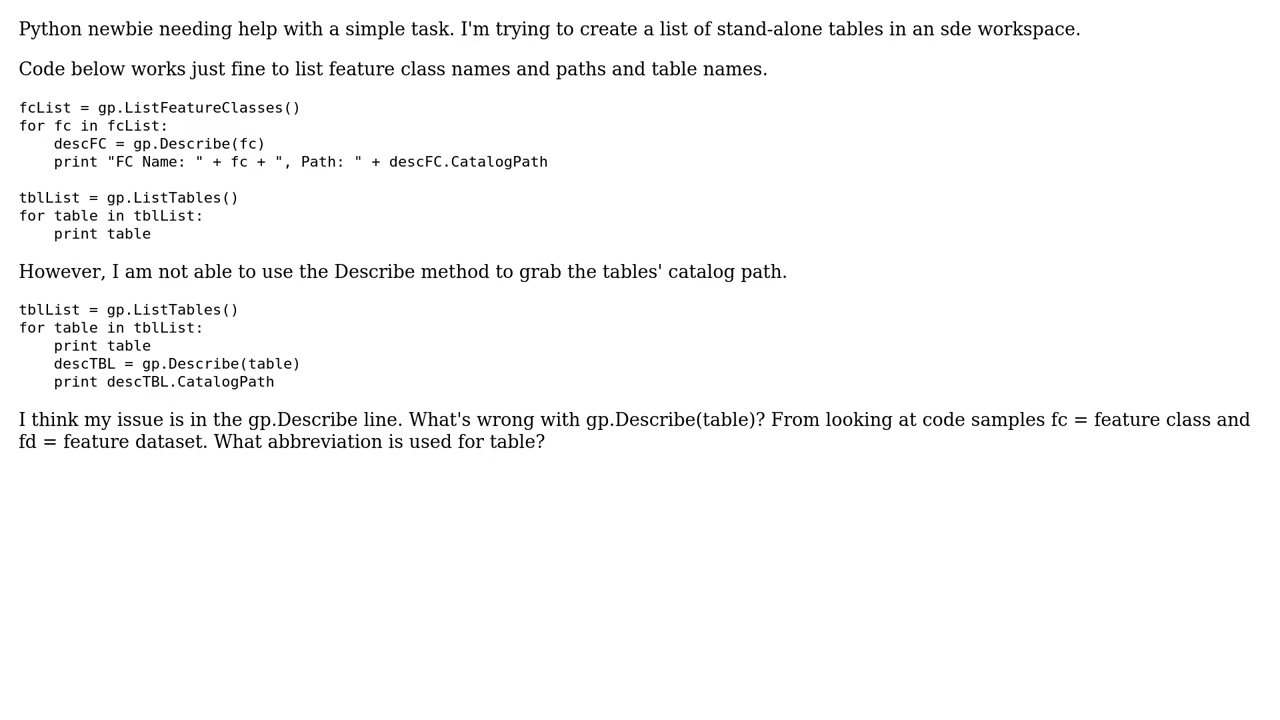 Python newbie needing help with a simple task. I'm trying to create a list of stand-alone tables in an sde workspace.
Code below works just fine to list feature class names and paths and table names.
fcList = gp.ListFeatureClasses()
for fc in fcList:
    descFC = gp.Describe(fc)
    print "FC Name: " + fc + ", Path: " + descFC.CatalogPath
tblList = gp.ListTables()
for table in tblList:
    print table
However, I am not able to use the Describe method to grab the tables' catalog path.
tblList = gp.ListTables()
for table in tblList:
    print table
    descTBL = gp.Describe(table)
    print descTBL.CatalogPath
I think my issue is in the gp.Describe line. What's wrong with gp.Describe(table)? From looking at code samples fc = feature class and
fd = feature dataset. What abbreviation is used for table?